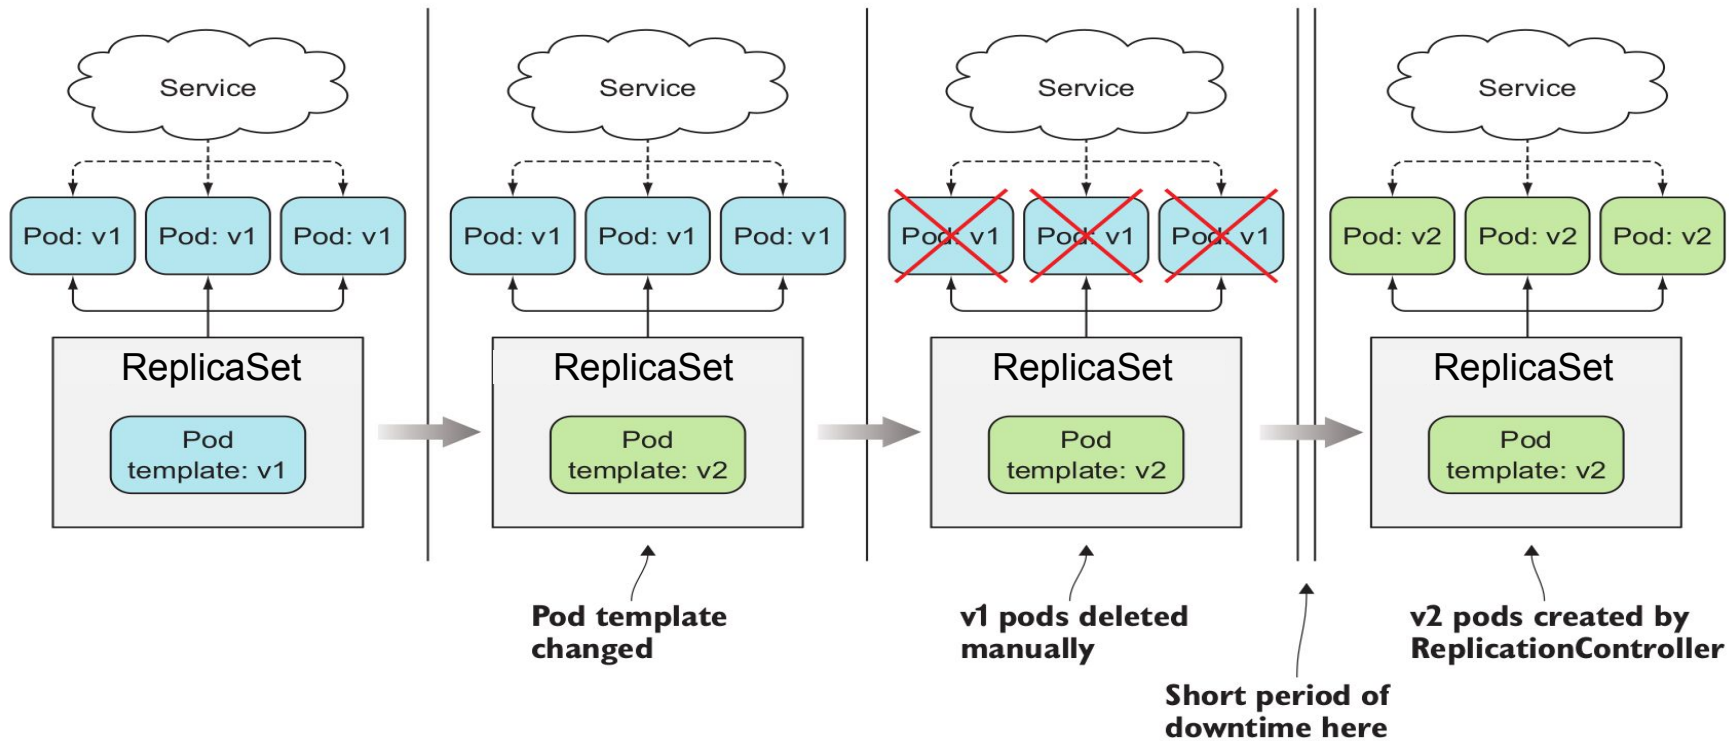 Service
Pod: v1
Pod: v1
Pod: v1
ReplicaSet
Pod
template: v1
Service
Pod: v1
Pod: v1
Pod: v1
ReplicaSet
Pod
template: v2
Pod template
changed
Service
Pod: v1
Pod: v1
Pod: v1
ReplicaSet
Pod
template: v2
v1 pods deleted
manually
Short period of
downtime here
Service
Pod: v2
Pod: v2
Pod: v2
ReplicaSet
Pod
template: v2
v2 pods created by
ReplicationController